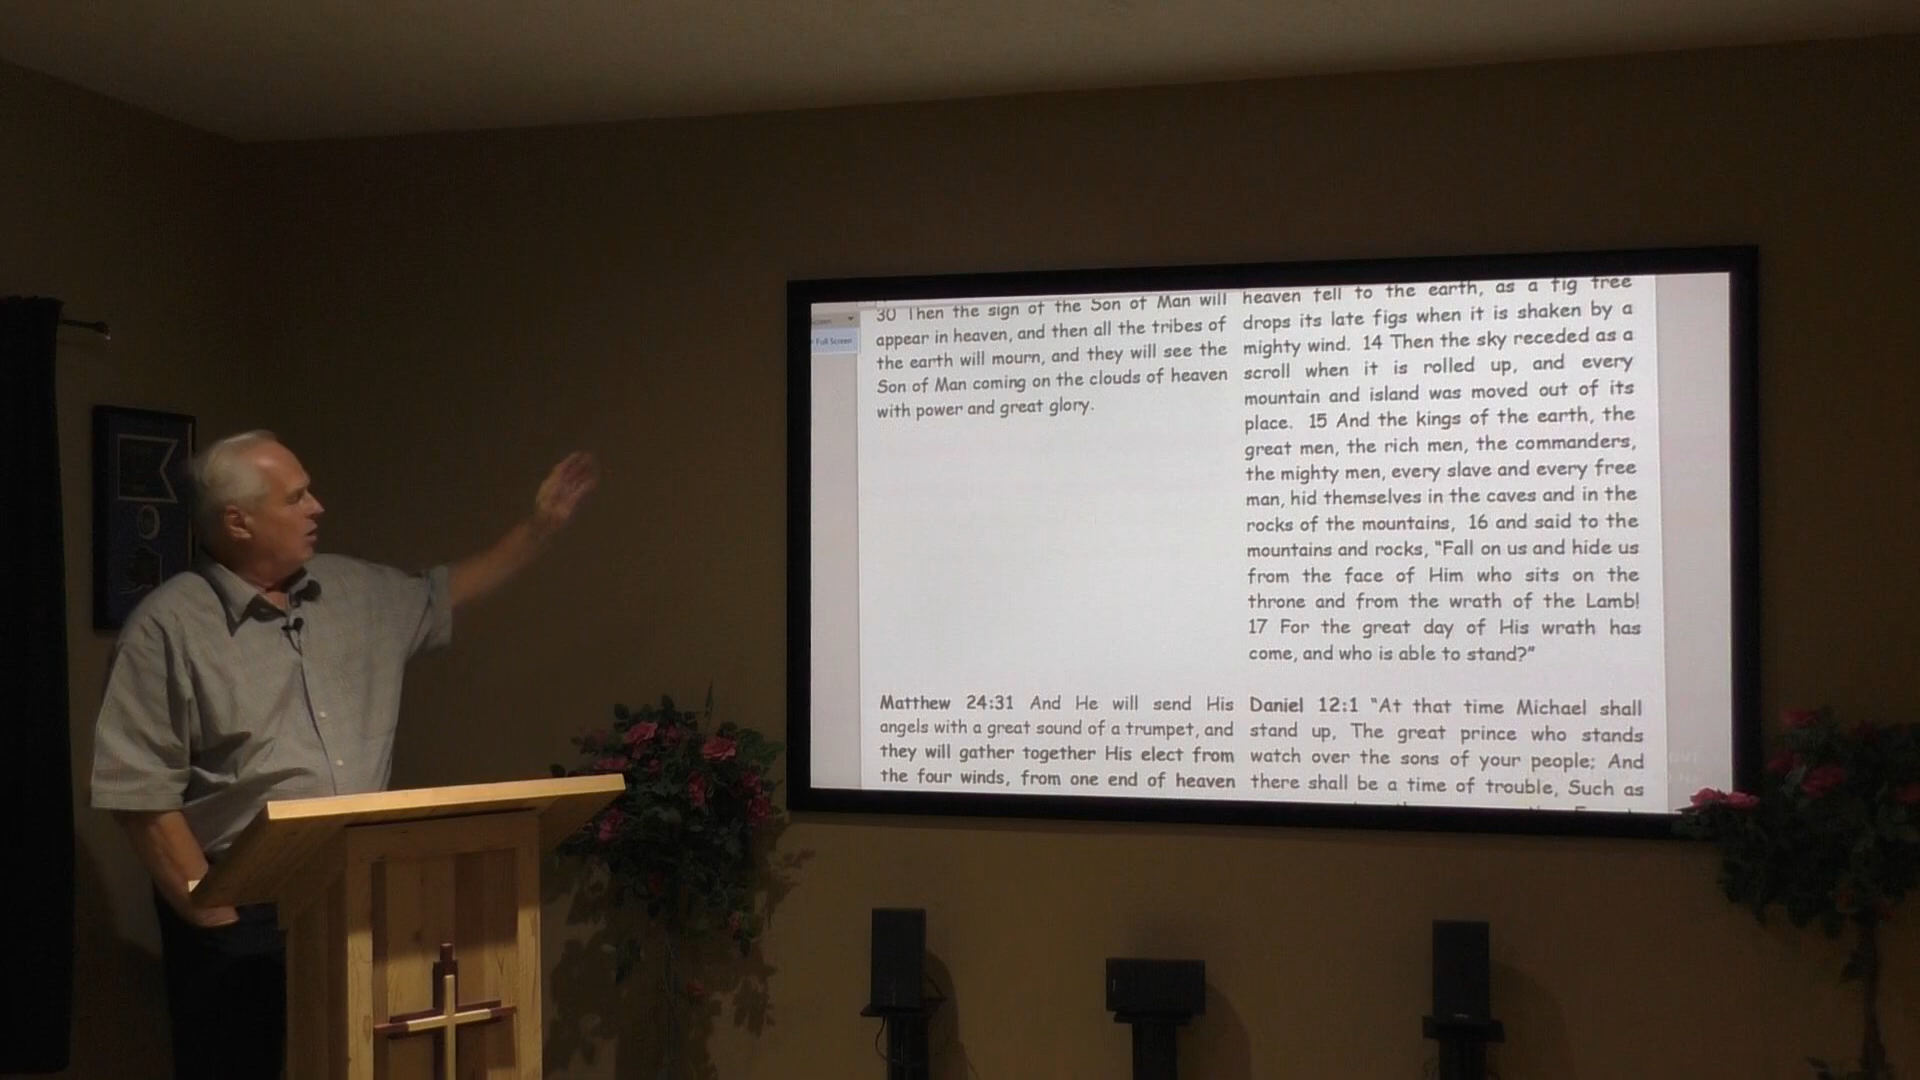 Full Screen
30 Then the sign of the Son of Man will
appear in heaven, and then all the tribes of
the earth will mourn, and they will see the
Son of Man coming on the clouds of heaven
with power and great glory.
heaven fell to the earth, as a fig tree
drops its late figs when it is shaken by a
mighty wind. 14 Then the sky receded as a
scroll when it is rolled up, and every
mountain and island was moved out of its
place. 15 And the kings of the earth, the
great men, the rich men, the commanders,
the mighty men, every slave and every free
man, hid themselves in the caves and in the
rocks of the mountains, 16 and said to the
mountains and rocks, "Fall on us and hide us
from the face of Him who sits on the
throne and from the wrath of the Lamb!
17 For the great day of His wrath has
come, and who is able to stand?"
Matthew 24:31 And He will send His
angels with a great sound of a trumpet, and
they will gather together His elect from
the four winds, from one end of heaven
Daniel 12:1 "At that time Michael shall
stand up, The great prince who stands
watch over the sons of your people; And
there shall be a time of trouble, Such as